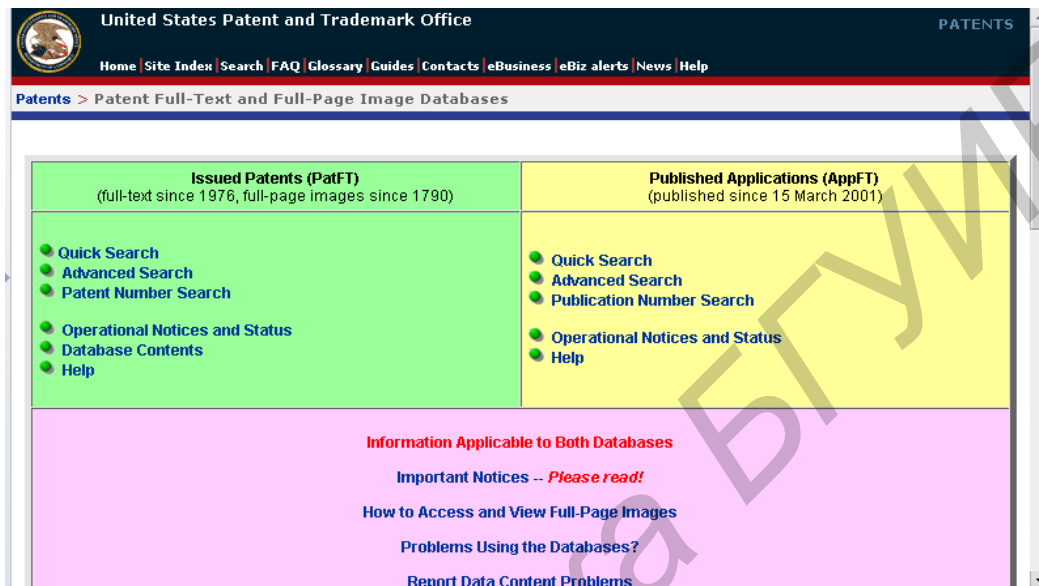 United States Patent and Trademark Office
PATENTS
Home|Site Index|Search|FAQ|Glossary|Guides|Contacts|eBusiness|eBiz alerts|News|Help
Patents > Patent Full-Text and Full-Page Image Databases
Issued Patents (PatFT)
(full-text since 1976, full-page images since 1790)
Quick Search
Advanced Search
Patent Number Search
Operational Notices and Status
Database Contents
Help
Published Applications (AppFT)
(published since 15 March 2001)
Quick Search
Advanced Search
Publication Number Search
Operational Notices and Status
Help
Information Applicable to Both Databases
Important Notices -- Please read!
How to Access and View Full-Page Images
Problems Using the Databases?
Report Data Content Problems
БГУИР